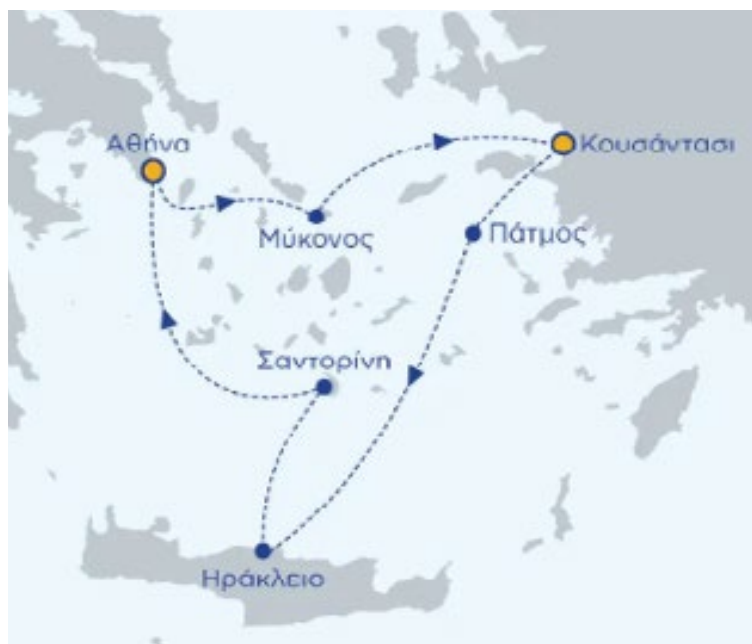 Αθήνα
Κουσάντασι
Μύκονος
Πάτμος
Σαντορίνη
Ηράκλειο